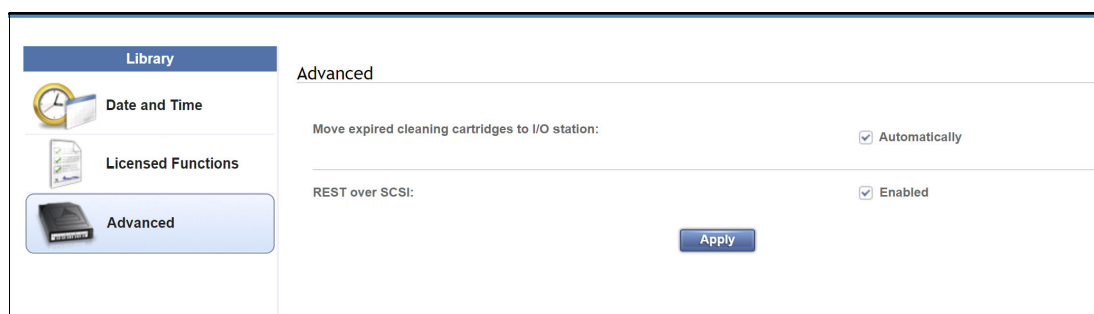 Library
Date and Time
Licensed Functions
Advanced
Advanced
Move expired cleaning cartridges to I/O station:
Automatically
REST over SCSI:
Enabled
Apply